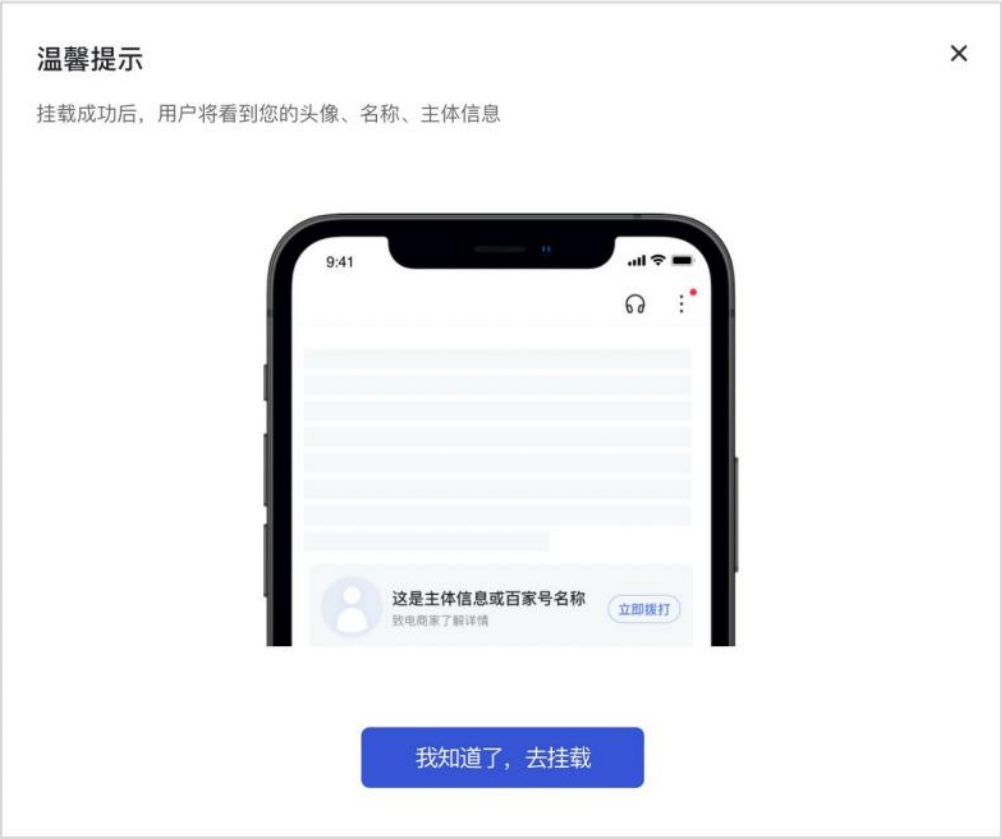 温馨提示
挂载成功后，用户将看到您的头像、名称、主体信息
9:41
这是主体信息或百家号名称
致电商家了解详情
立即拨打
我知道了，去挂载